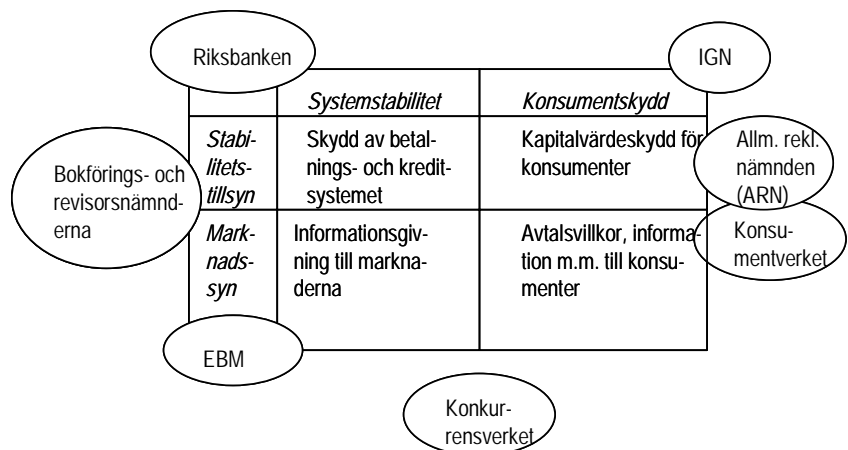 Riksbanken
IGN
Systemstabilitet
Konsumentskydd
Stabi-
litets-
tillsyn
Skydd av betal-
nings- och kredit-
systemet
Kapitalvärdeskydd för
konsumenter
Allm. rekl.
nämnden
(ARN)
Bokförings- och
revisorsnämnd-
erna
Mark-
nads-
syn
Informationsgiv-
ning till markna-
derna
Avtalsvillkor, informa-
tion m.m. till konsu-
menter
Konsu-
mentverket
EBM
Konkur-
rensverket